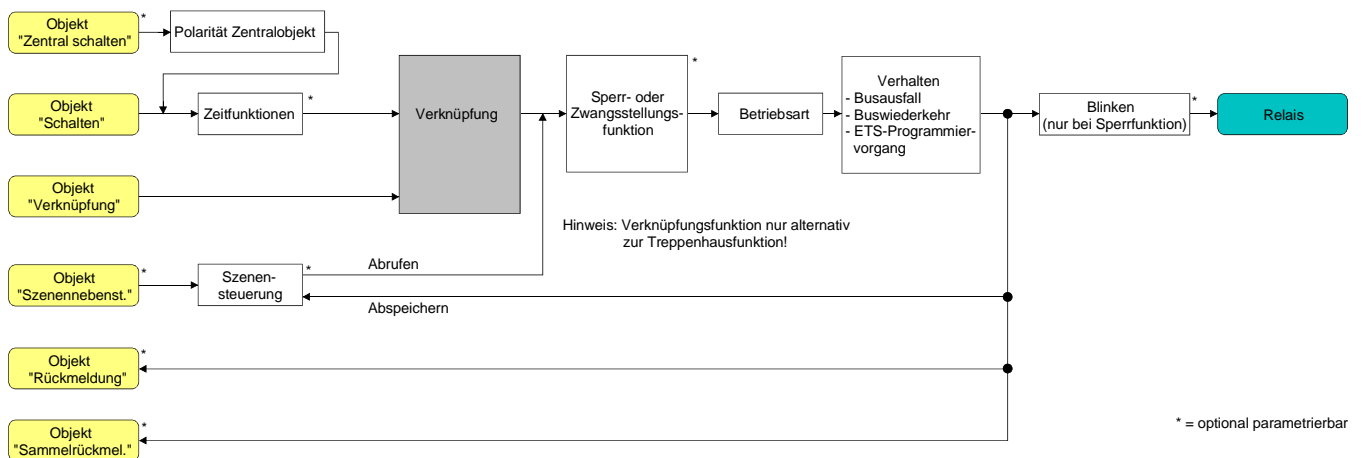 Objekt
"Zentral schalten"
*
Polarität Zentralobjekt
Objekt
"Schalten"
Zeitfunktionen
*
Verknüpfung
Sperr- oder
Zwangsstellungs-
funktion
*
Betriebsart
Verhalten
- Busausfall
- Buswiederkehr
- ETS-Programmier-
vorgang
Blinken
(nur bei Sperrfunktion)
*
Relais
Objekt
"Verknüpfung"
Hinweis: Verknüpfungsfunktion nur alternativ
zur Treppenhausfunktion!
Objekt
"Szenennebenst."
*
Szenen-
steuerung
*
Abrufen
Abspeichern
Objekt
"Rückmeldung"
*
Objekt
"Sammelrückmel."
*
* = optional parametrierbar